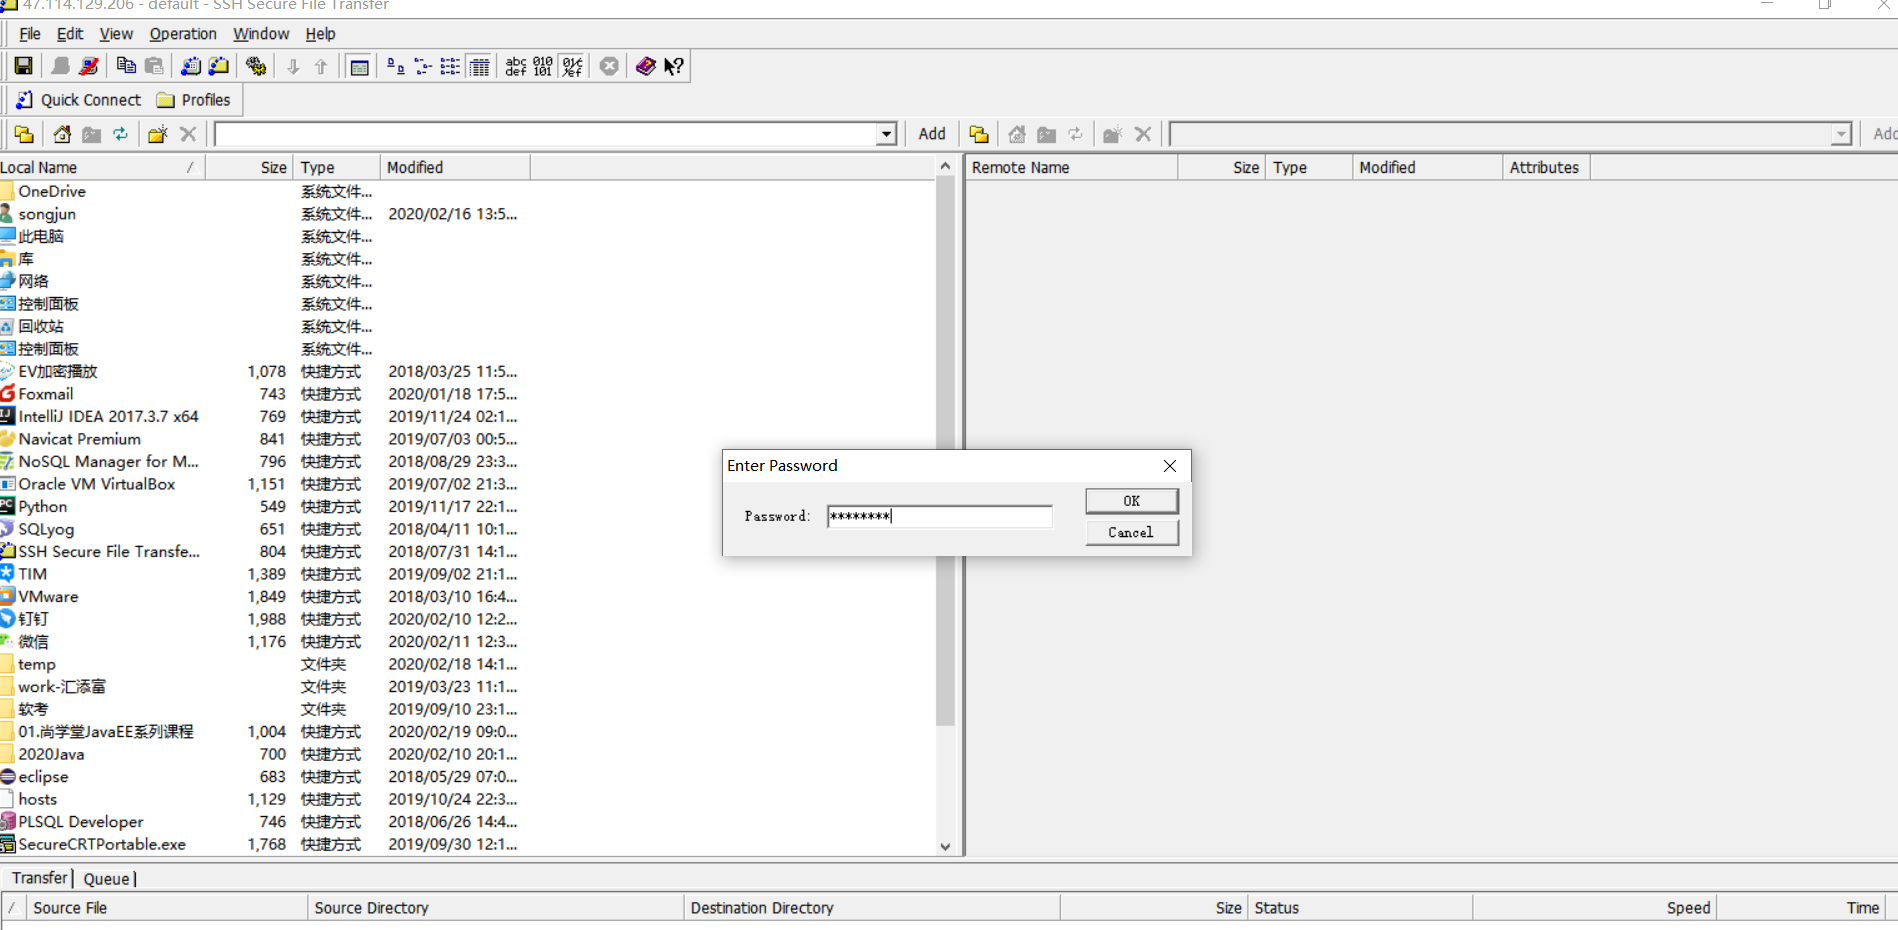 47.114.129.206 - default - SSH Secure File Transfer
File Edit View Operation Window Help
abc def 010 101
Quick Connect Profiles
Add Add
Local Name / Size Type Modified
Remote Name Size Type Modified Attributes
OneDrive 系统文件...
songjun 系统文件... 2020/02/16 13:5...
此电脑 系统文件...
库 系统文件...
网络 系统文件...
控制面板 系统文件...
回收站 系统文件...
控制面板 系统文件...
EV加密播放 1,078 快捷方式 2018/03/25 11:5...
Foxmail 743 快捷方式 2020/01/18 17:5...
IntelliJ IDEA 2017.3.7 x64 769 快捷方式 2019/11/24 02:1...
Navicat Premium 841 快捷方式 2019/07/03 00:5...
NoSQL Manager for M... 796 快捷方式 2018/08/29 23:3...
Oracle VM VirtualBox 1,151 快捷方式 2019/07/02 21:3...
Python 549 快捷方式 2019/11/17 22:1...
SQLyog 651 快捷方式 2018/04/11 10:1...
SSH Secure File Transfe... 804 快捷方式 2018/07/31 14:1...
TIM 1,389 快捷方式 2019/09/02 21:1...
VMware 1,849 快捷方式 2018/03/10 16:4...
钉钉 1,988 快捷方式 2020/02/10 12:2...
微信 1,176 快捷方式 2020/02/11 12:3...
temp 文件夹 2020/02/18 14:1...
work-汇添富 文件夹 2019/03/23 11:1...
软考 文件夹 2019/09/10 23:1...
01.尚学堂JavaEE系列课程 1,004 快捷方式 2020/02/19 09:0...
2020Java 700 快捷方式 2020/02/10 20:1...
eclipse 683 快捷方式 2018/05/29 07:0...
hosts 1,129 快捷方式 2019/10/24 22:3...
PLSQL Developer 746 快捷方式 2018/06/26 14:4...
SecureCRTPortable.exe 1,768 快捷方式 2019/09/30 12:1...
Enter Password
Password: ********
OK
Cancel
Transfer Queue
/ Source File Source Directory Destination Directory Size Status Speed Time